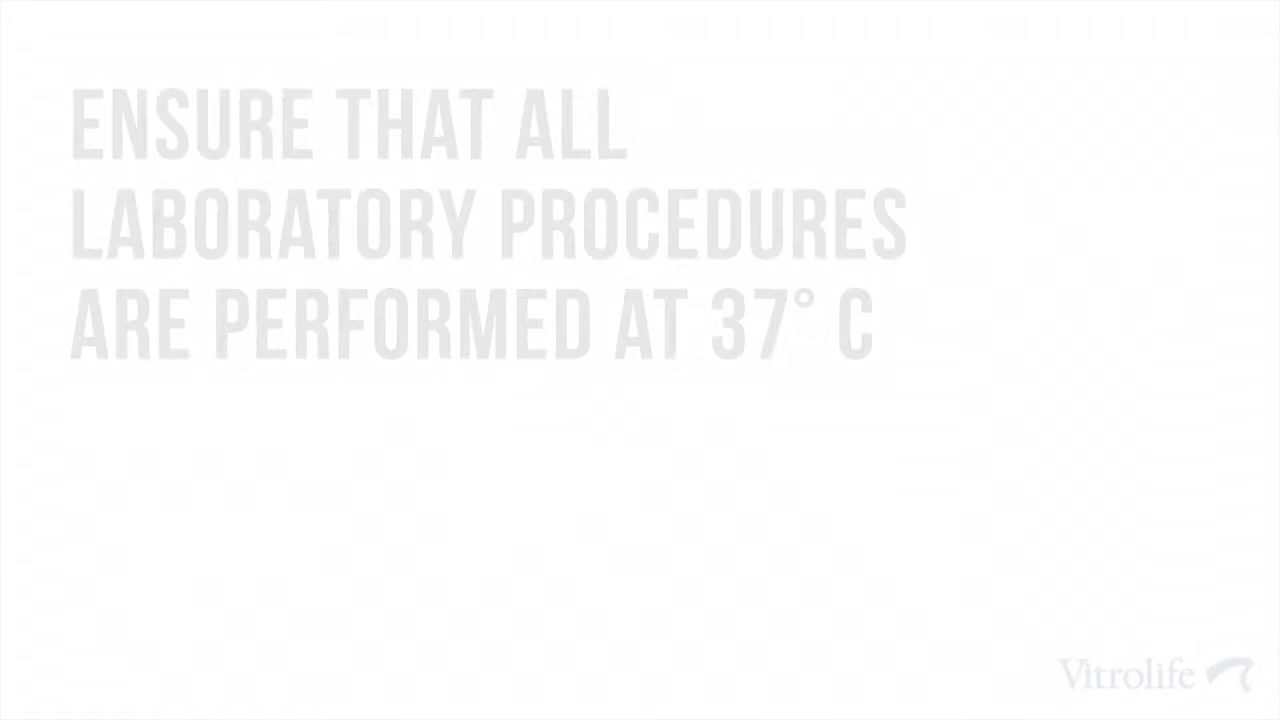 ENSURE THAT ALL
LABORATORY PROCEDURES
ARE PERFORMED AT 37° C
Vitrolife